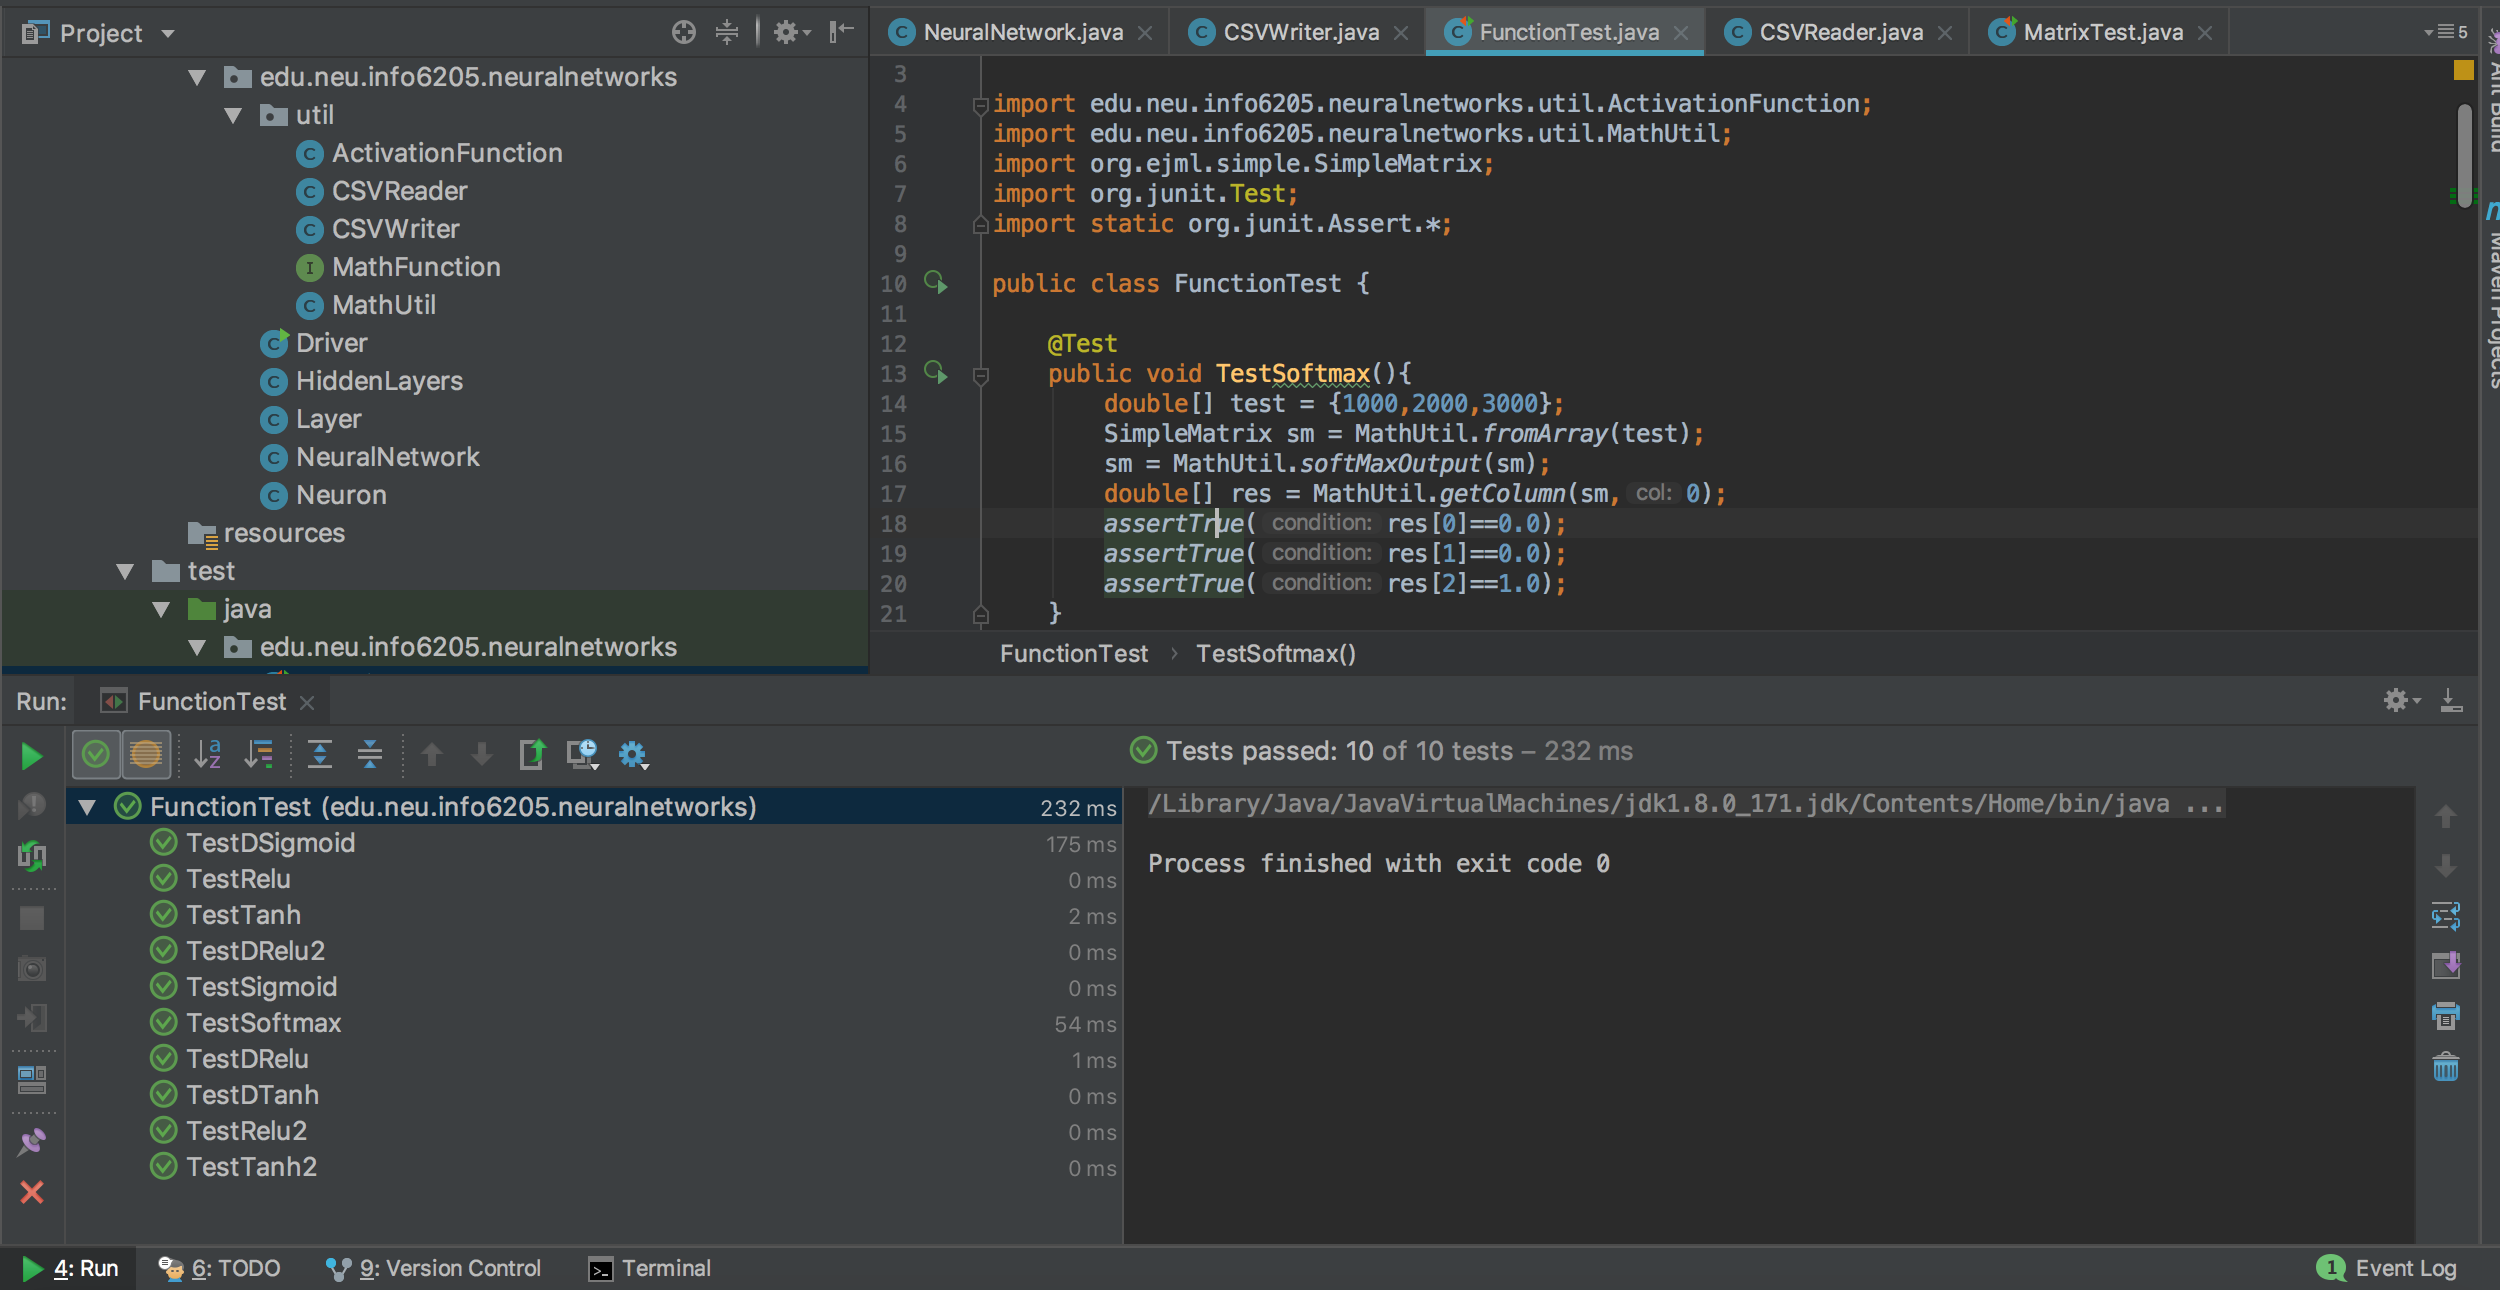 Project
edu.neu.info6205.neuralnetworks
util
ActivationFunction
CSVReader
CSVWriter
MathFunction
MathUtil
Driver
HiddenLayers
Layer
NeuralNetwork
Neuron
resources
test
java
edu.neu.info6205.neuralnetworks
NeuralNetwork.java
CSVWriter.java
FunctionTest.java
CSVReader.java
MatrixTest.java
5
3
4 import edu.neu.info6205.neuralnetworks.util.ActivationFunction;
5 import edu.neu.info6205.neuralnetworks.util.MathUtil;
6 import org.ejml.simple.SimpleMatrix;
7 import org.junit.Test;
8 import static org.junit.Assert.*;
9
10 public class FunctionTest {
11
12 @Test
13 public void TestSoftmax(){
14 double[] test = {1000,2000,3000};
15 SimpleMatrix sm = MathUtil.fromArray(test);
16 sm = MathUtil.softMaxOutput(sm);
17 double[] res = MathUtil.getColumn(sm, col: 0);
18 assertTrue( condition: res[0]==0.0);
19 assertTrue( condition: res[1]==0.0);
20 assertTrue( condition: res[2]==1.0);
21 }
FunctionTest › TestSoftmax()
Ant Build
Maven Projects
Run: FunctionTest
Tests passed: 10 of 10 tests – 232 ms
FunctionTest (edu.neu.info6205.neuralnetworks) 232 ms
TestDSigmoid 175 ms
TestRelu 0 ms
TestTanh 2 ms
TestDRelu2 0 ms
TestSigmoid 0 ms
TestSoftmax 54 ms
TestDRelu 1 ms
TestDTanh 0 ms
TestRelu2 0 ms
TestTanh2 0 ms
/Library/Java/JavaVirtualMachines/jdk1.8.0_171.jdk/Contents/Home/bin/java ...
Process finished with exit code 0
4: Run
6: TODO
9: Version Control
Terminal
1 Event Log